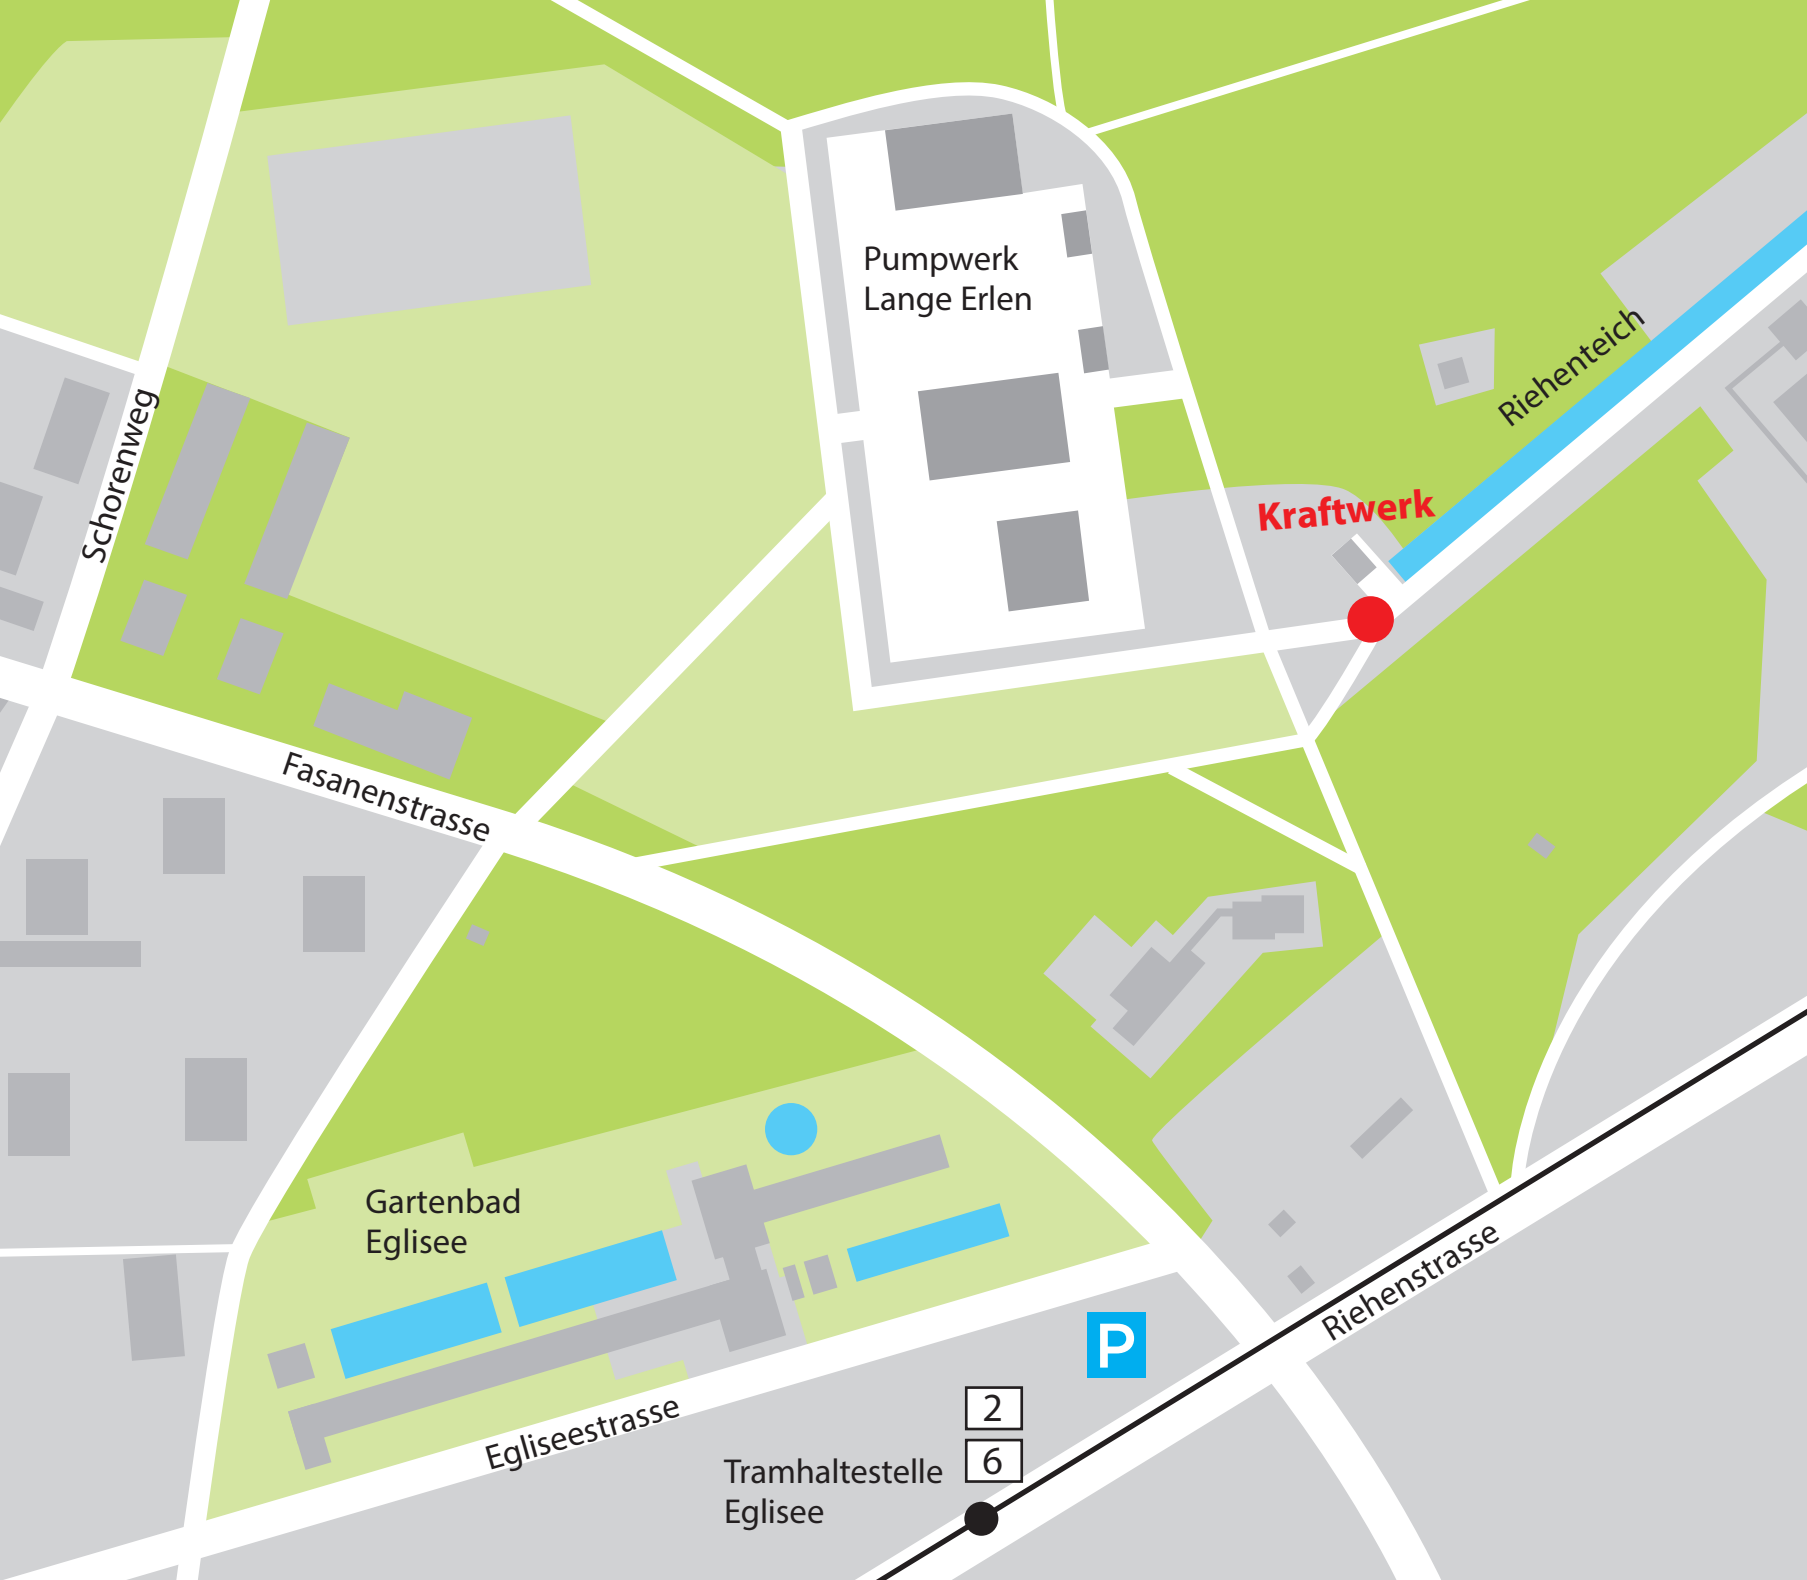 Pumpwerk
Lange Erlen
Riehenteich
Schorenweg
Kraftwerk
Fasanenstrasse
Gartenbad
Eglisee
Riehenstrasse
P
2
Egliseestrasse
6
Tramhaltestelle
Eglisee